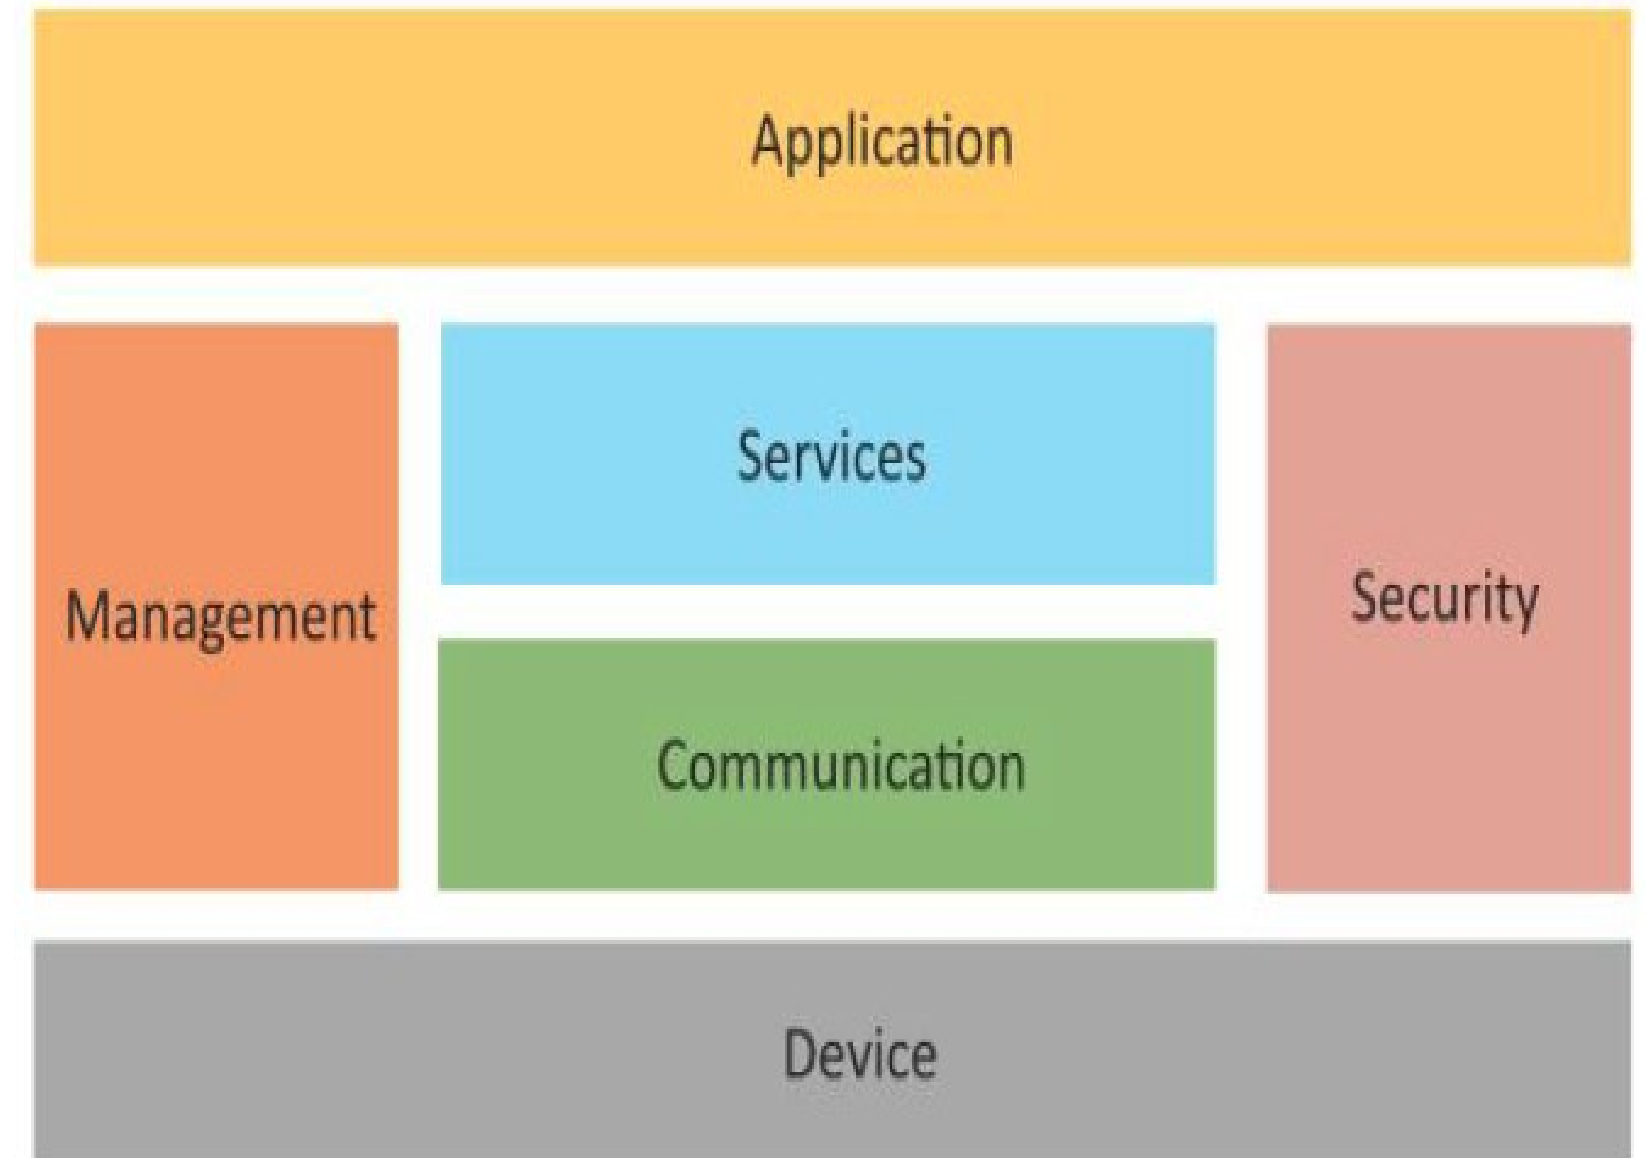 Application
Services
Management
Security
Communication
Device